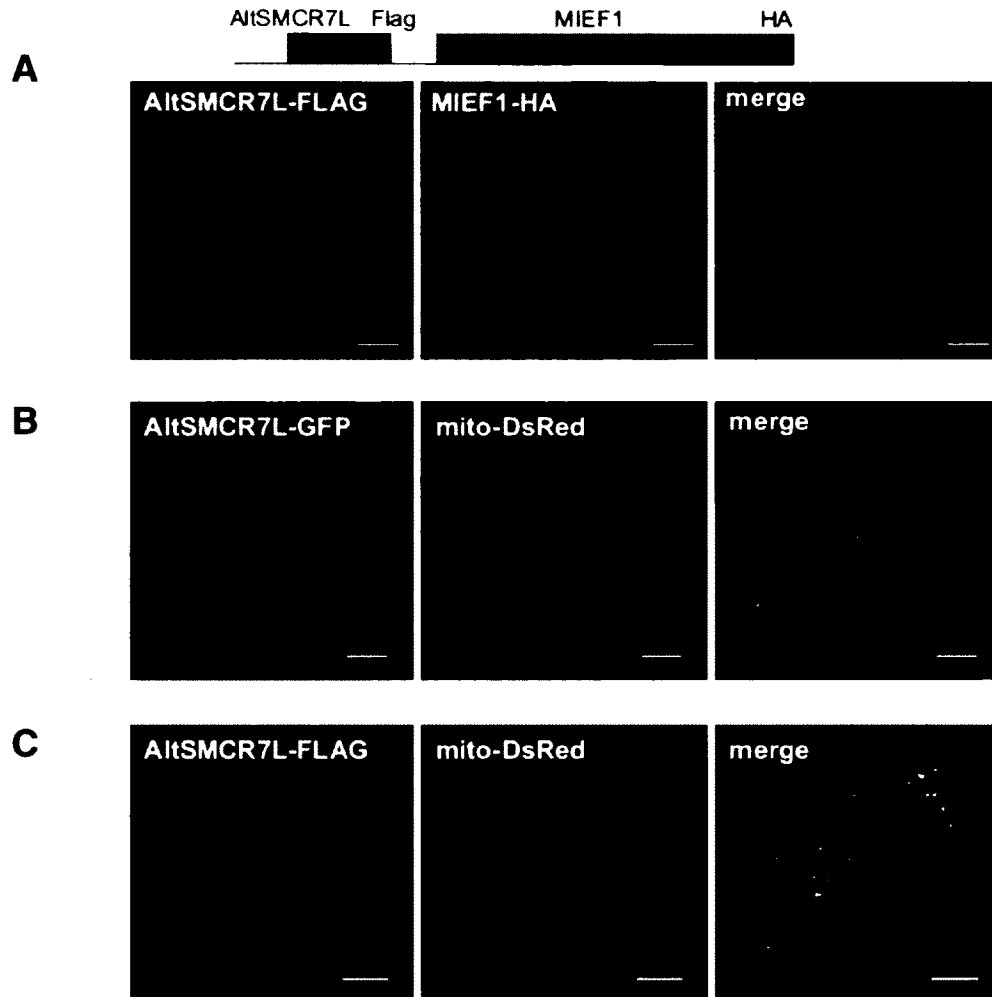 AltSMCR7L Flag MIEF1 HA
A
AltSMCR7L-FLAG MIEF1-HA merge
B
AltSMCR7L-GFP mito-DsRed merge
C
AltSMCR7L-FLAG mito-DsRed merge